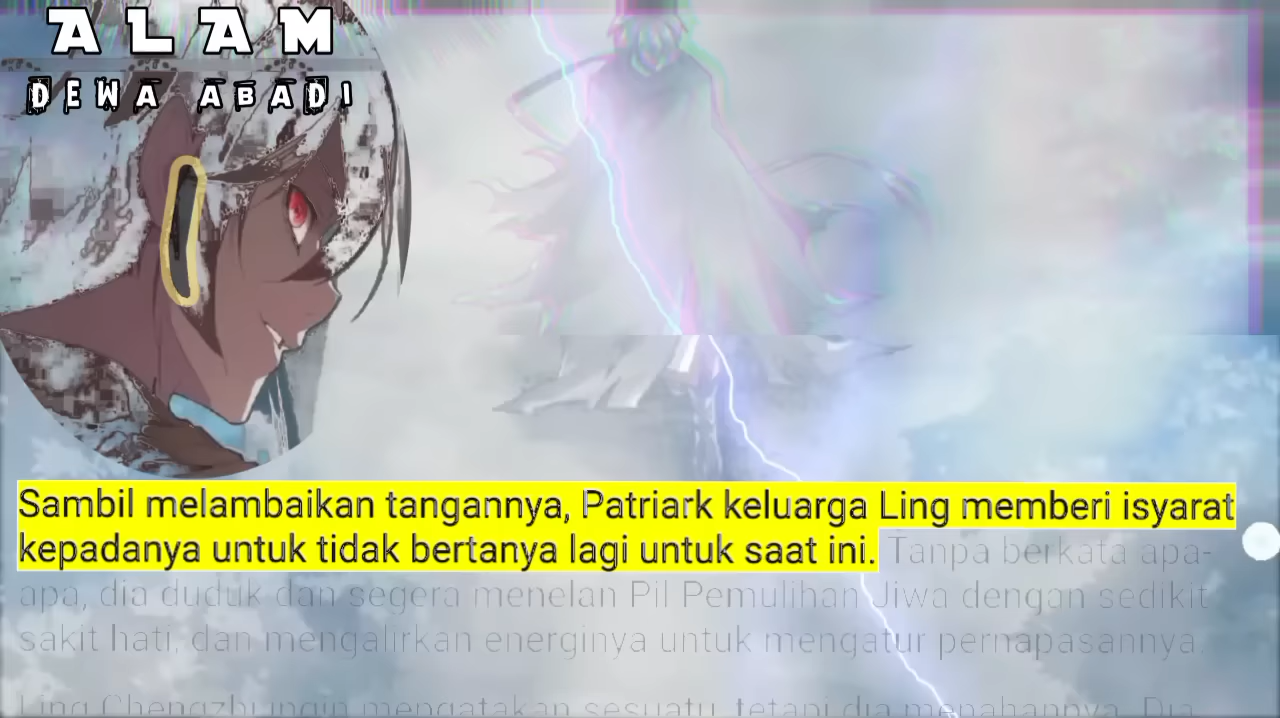 ALAM
DEWA ABADI
Sambil melambaikan tangannya, Patriark keluarga Ling memberi isyarat
kepadanya untuk tidak bertanya lagi untuk saat ini. Tanpa berkata apa-
apa, dia duduk dan segera menelan Pil Pemulihan Jiwa dengan sedikit
sakit hati, dan mengalirkan energinya untuk mengatur pernapasannya.
Ling Chengzhi ingin mengatakan sesuatu, tetapi dia menahannya. Dia